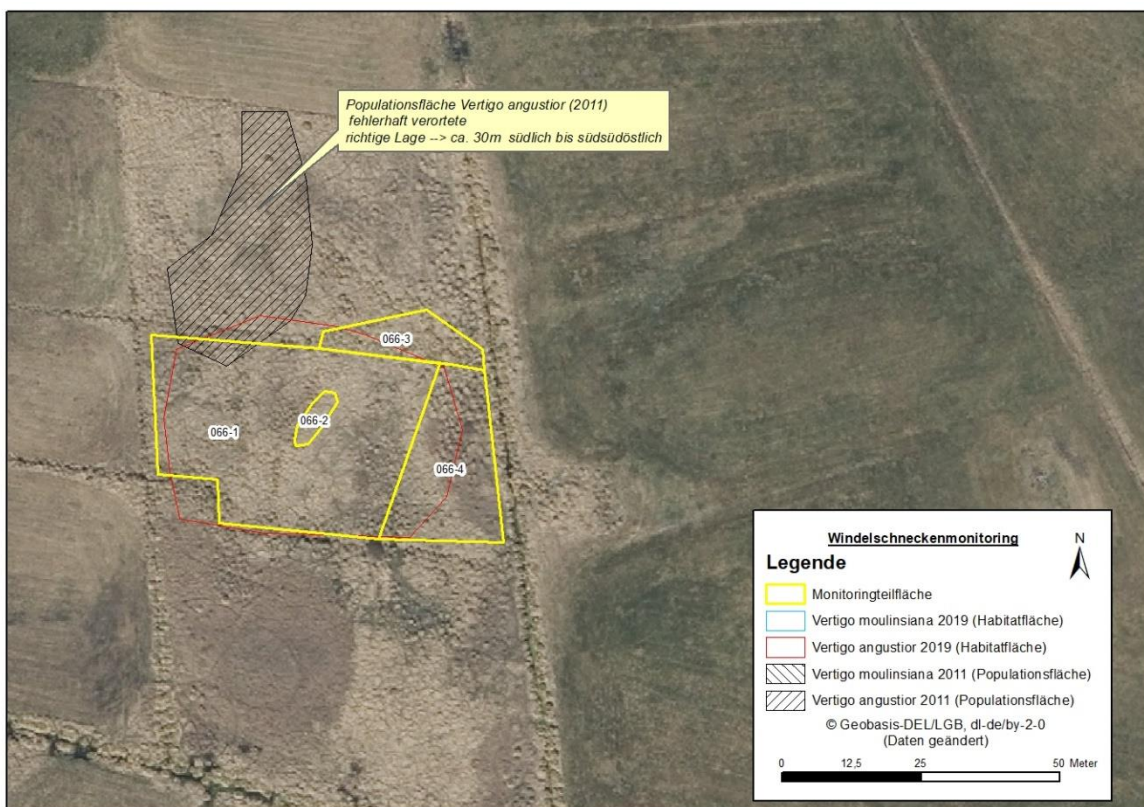 Populationsfläche Vertigo angustior (2011)
fehlerhaft verortete
richtige Lage --> ca. 30m südlich bis südsüdöstlich
066-3
066-2
066-1
066-4
Windelschneckenmonitoring
N
Legende
Monitoringteilfläche
Vertigo moulinsiana 2019 (Habitatfläche)
Vertigo angustior 2019 (Habitatfläche)
Vertigo moulinsiana 2011 (Populationsfläche)
Vertigo angustior 2011 (Populationsfläche)
© Geobasis-DEL/LGB, dl-de/by-2-0
(Daten geändert)
0 12,5 25 50 Meter